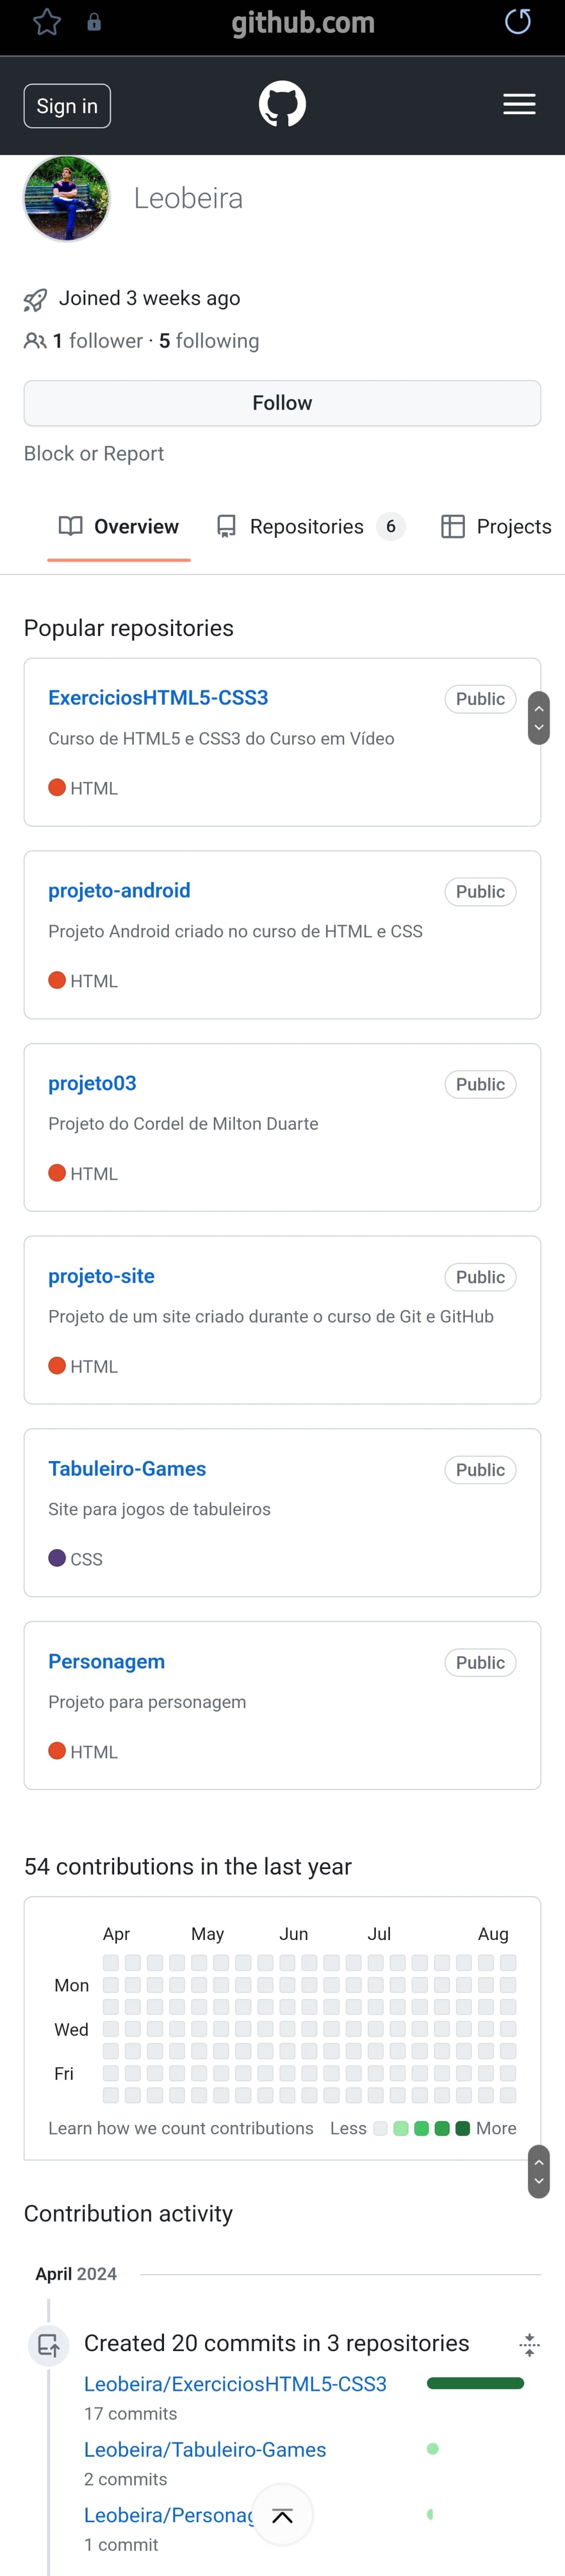 github.com
Sign in
Leobeira
Joined 3 weeks ago
1 follower · 5 following
Follow
Block or Report
Overview Repositories 6 Projects
Popular repositories
ExerciciosHTML5-CSS3 Public
Curso de HTML5 e CSS3 do Curso em Vídeo
HTML
projeto-android Public
Projeto Android criado no curso de HTML e CSS
HTML
projeto03 Public
Projeto do Cordel de Milton Duarte
HTML
projeto-site Public
Projeto de um site criado durante o curso de Git e GitHub
HTML
Tabuleiro-Games Public
Site para jogos de tabuleiros
CSS
Personagem Public
Projeto para personagem
HTML
54 contributions in the last year
Apr May Jun Jul Aug
Mon
Wed
Fri
Learn how we count contributions Less More
Contribution activity
April 2024
Created 20 commits in 3 repositories
Leobeira/ExerciciosHTML5-CSS3
17 commits
Leobeira/Tabuleiro-Games
2 commits
Leobeira/Personag
1 commit